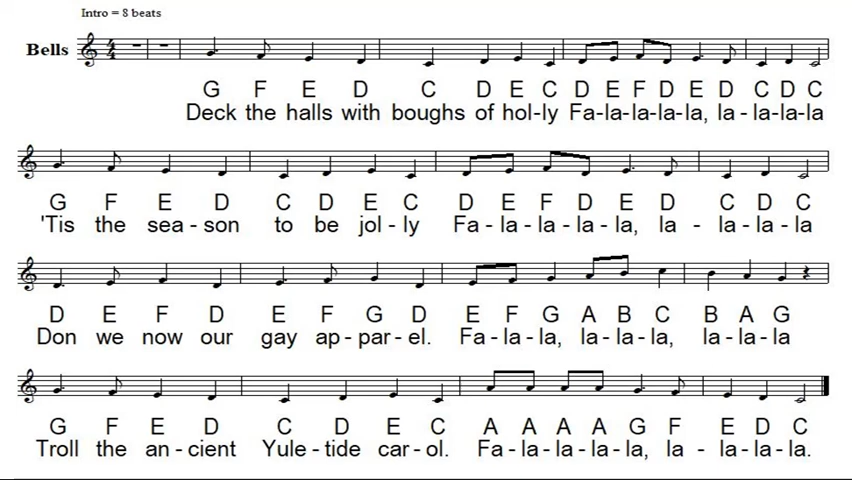 Intro = 8 beats
Bells
G F E D C D E C D E F D E D C D C
Deck the halls with boughs of hol-ly Fa-la-la-la-la, la-la-la-la
G F E D C D E C D E F D E D C D C
'Tis the sea-son to be jol-ly Fa-la-la-la-la, la-la-la-la
D E F D E F G D E F G A B C B A G
Don we now our gay ap-par-el. Fa-la-la, la-la-la, la-la-la
G F E D C D E C A A A A G F E D C
Troll the an-cient Yule-tide car-ol. Fa-la-la-la-la, la-la-la-la.